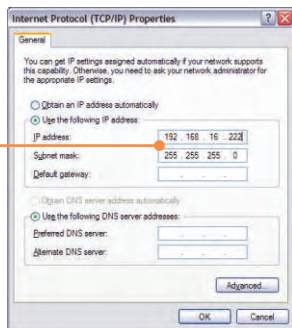 Internet Protocol (TCP/IP) Properties
General
You can get IP settings assigned automatically if your network supports
this capability. Otherwise, you need to ask your network administrator for
the appropriate IP settings.
Obtain an IP address automatically
Use the following IP address:
IP address: 192 . 168 . 16 . 222
Subnet mask: 255 . 255 . 255 . 0
Default gateway: . . .
Obtain DNS server address automatically
Use the following DNS server addresses:
Preferred DNS server: . . .
Alternate DNS server: . . .
Advanced...
OK Cancel